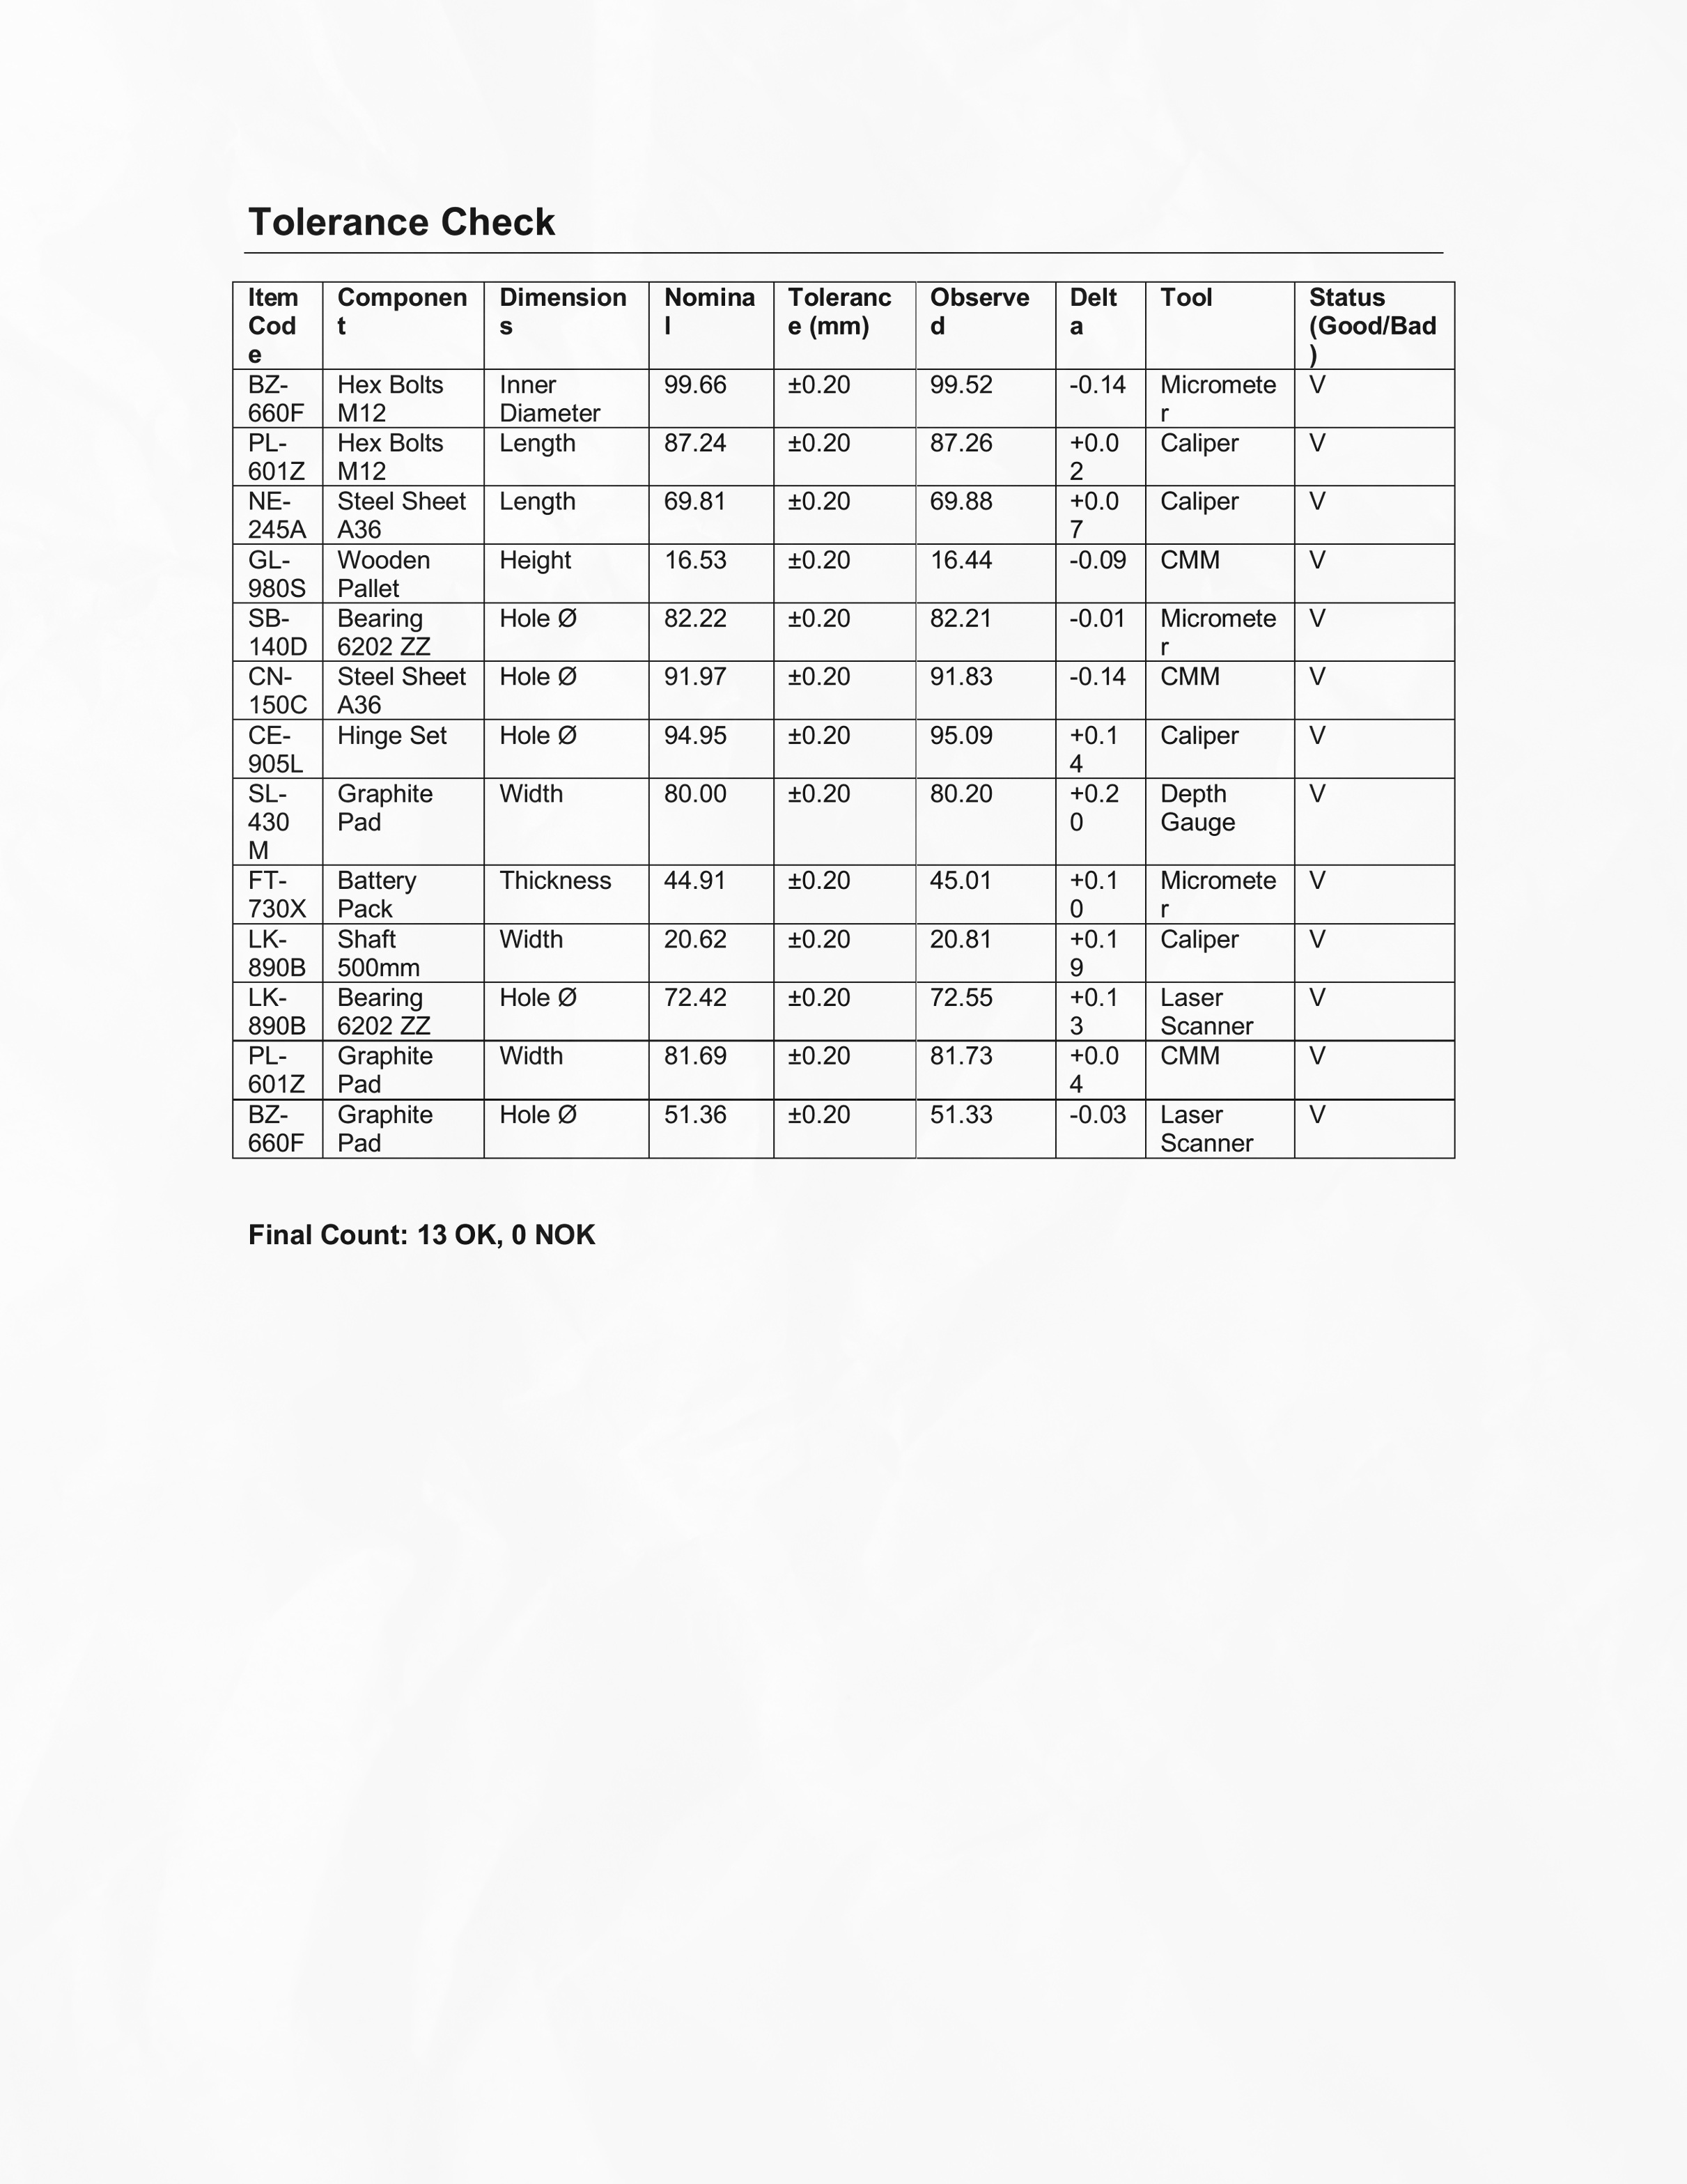 Tolerance Check
Item Code Component Dimensions Nominal Tolerance (mm) Observed Delta Tool Status (Good/Bad)
BZ-660F Hex Bolts M12 Inner Diameter 99.66 ±0.20 99.52 -0.14 Micrometer V
PL-601Z Hex Bolts M12 Length 87.24 ±0.20 87.26 +0.02 Caliper V
NE-245A Steel Sheet A36 Length 69.81 ±0.20 69.88 +0.07 Caliper V
GL-980S Wooden Pallet Height 16.53 ±0.20 16.44 -0.09 CMM V
SB-140D Bearing 6202 ZZ Hole Ø 82.22 ±0.20 82.21 -0.01 Micrometer V
CN-150C Steel Sheet A36 Hole Ø 91.97 ±0.20 91.83 -0.14 CMM V
CE-905L Hinge Set Hole Ø 94.95 ±0.20 95.09 +0.14 Caliper V
SL-430M Graphite Pad Width 80.00 ±0.20 80.20 +0.20 Depth Gauge V
FT-730X Battery Pack Thickness 44.91 ±0.20 45.01 +0.10 Micrometer V
LK-890B Shaft 500mm Width 20.62 ±0.20 20.81 +0.19 Caliper V
LK-890B Bearing 6202 ZZ Hole Ø 72.42 ±0.20 72.55 +0.13 Laser Scanner V
PL-601Z Graphite Pad Width 81.69 ±0.20 81.73 +0.04 CMM V
BZ-660F Graphite Pad Hole Ø 51.36 ±0.20 51.33 -0.03 Laser Scanner V
Final Count: 13 OK, 0 NOK